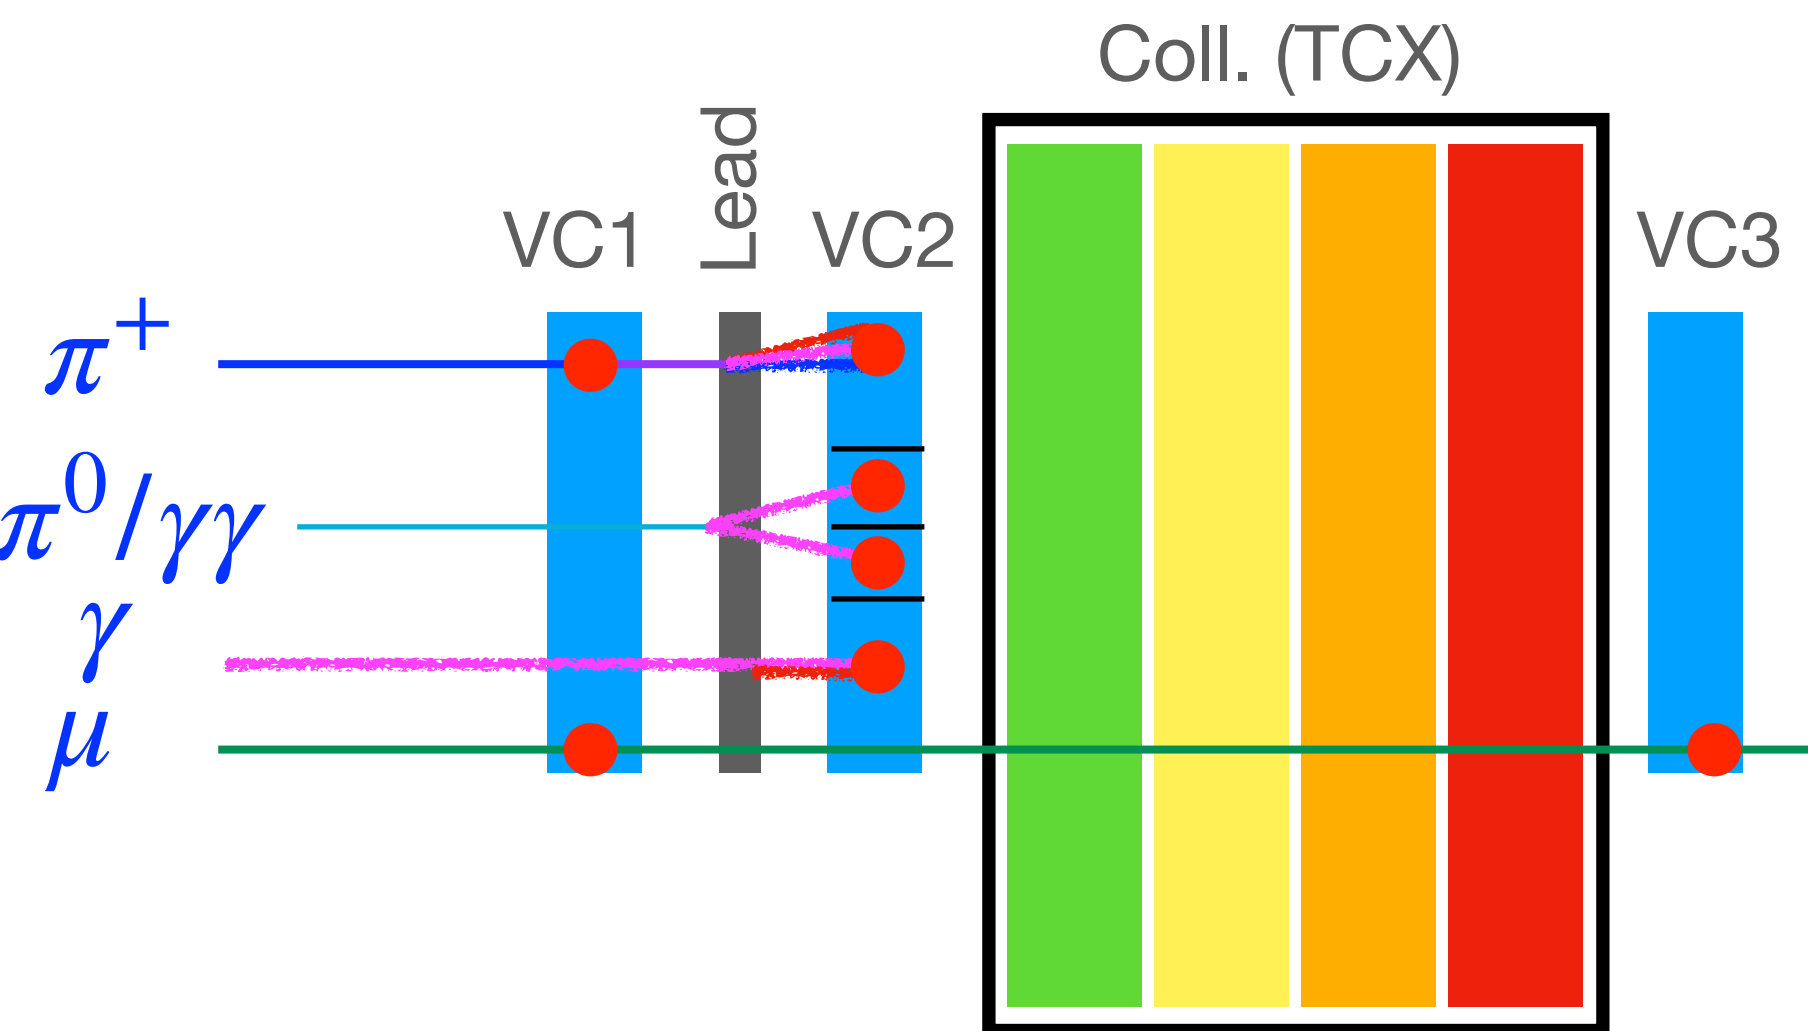 Coll. (TCX)
Lead
VC1
VC2
VC3
π⁺
π⁰/γγ
γ
μ